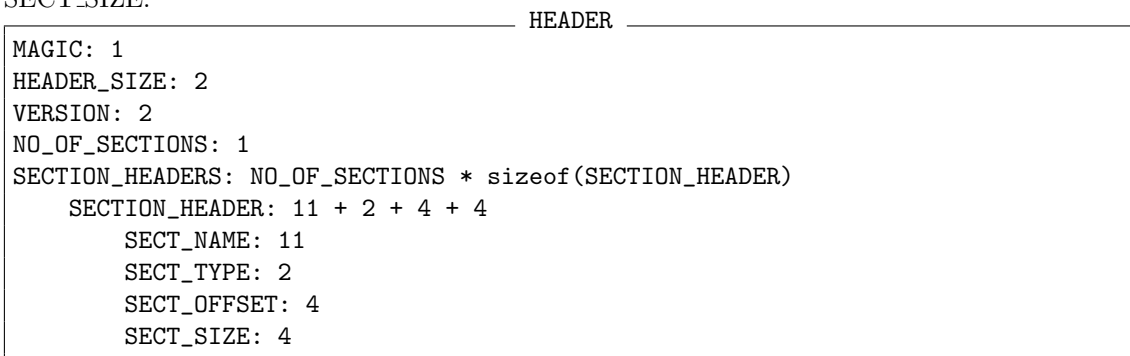 SECT_SIZE.
HEADER
MAGIC: 1
HEADER_SIZE: 2
VERSION: 2
NO_OF_SECTIONS: 1
SECTION_HEADERS: NO_OF_SECTIONS * sizeof(SECTION_HEADER)
    SECTION_HEADER: 11 + 2 + 4 + 4
        SECT_NAME: 11
        SECT_TYPE: 2
        SECT_OFFSET: 4
        SECT_SIZE: 4